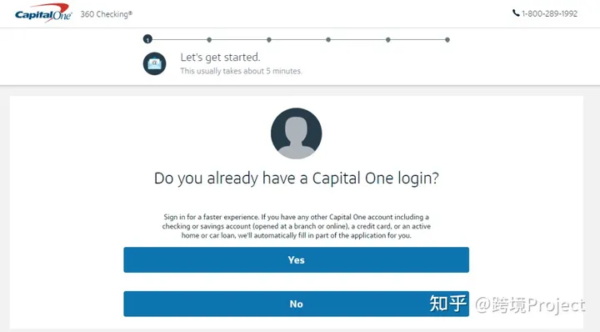 Capital One® 360 Checking® 1-800-289-1992
1
Let's get started.
This usually takes about 5 minutes.
Do you already have a Capital One login?
Sign in for a faster experience. If you have any other Capital One account including a
checking or savings account (opened at a branch or online), a credit card, or an active
home or car loan, we'll automatically fill in part of the application for you.
Yes
No
知乎 @跨境Project